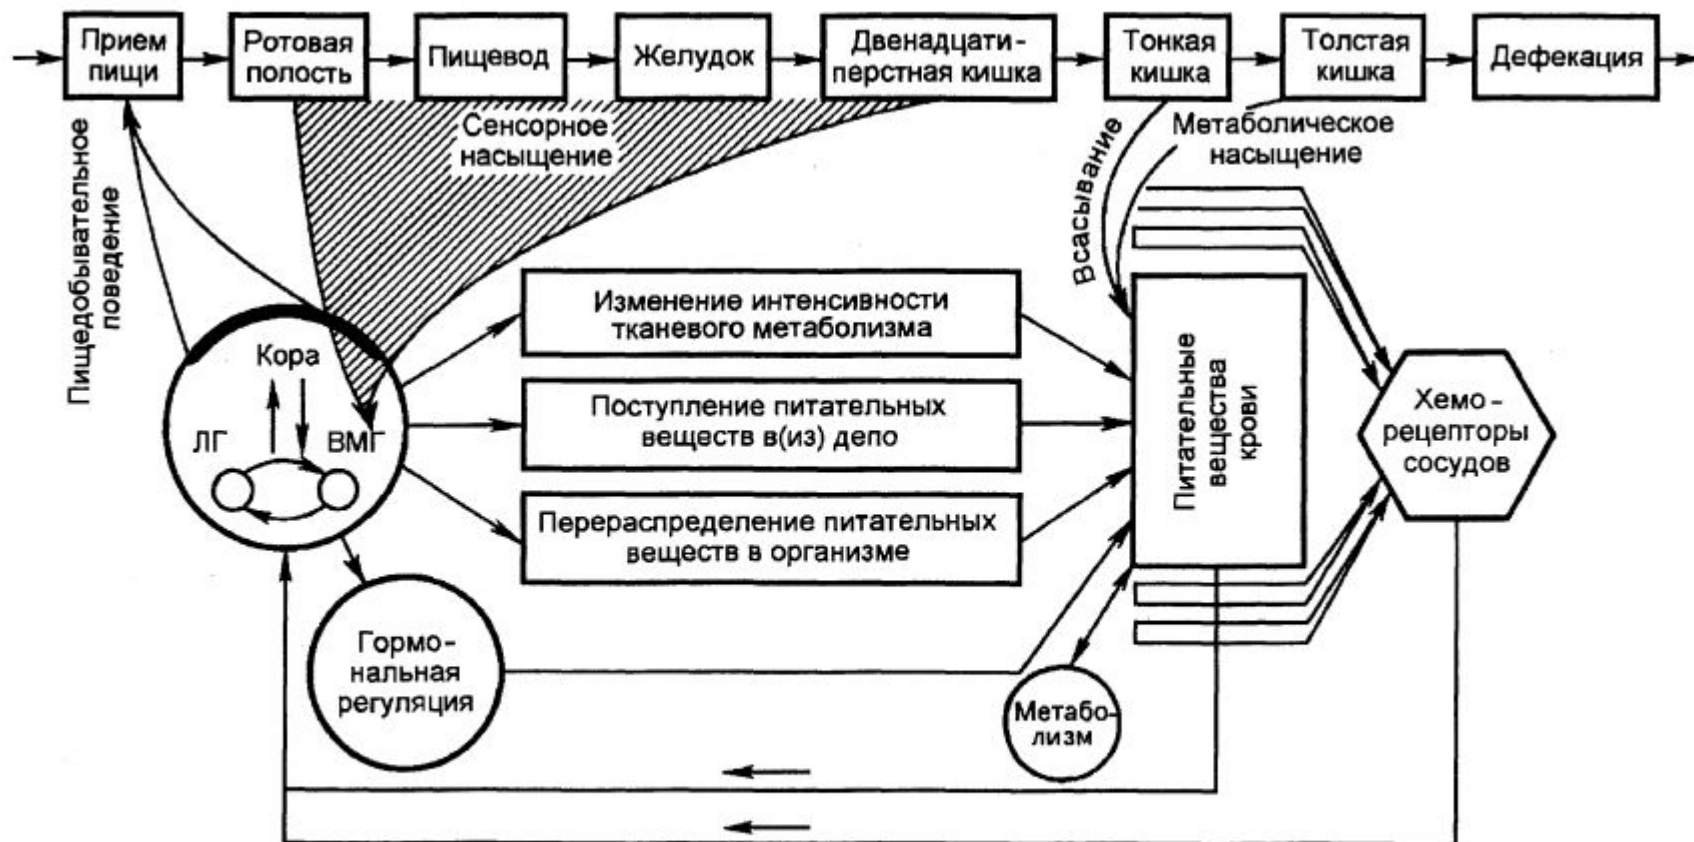 Прием
пищи
Ротовая
полость
Пищевод
Желудок
Двенадцати-
перстная кишка
Тонкая
кишка
Толстая
кишка
Дефекация
Пищедобывательное
поведение
Сенсорное
насыщение
Всасывание
Метаболическое
насыщение
Кора
ЛГ
ВМГ
Изменение интенсивности
тканевого метаболизма
Поступление питательных
веществ в(из) депо
Перераспределение питательных
веществ в организме
Питательные
вещества
крови
Хемо-
рецепторы
сосудов
Гормо-
нальная
регуляция
Метабо-
лизм